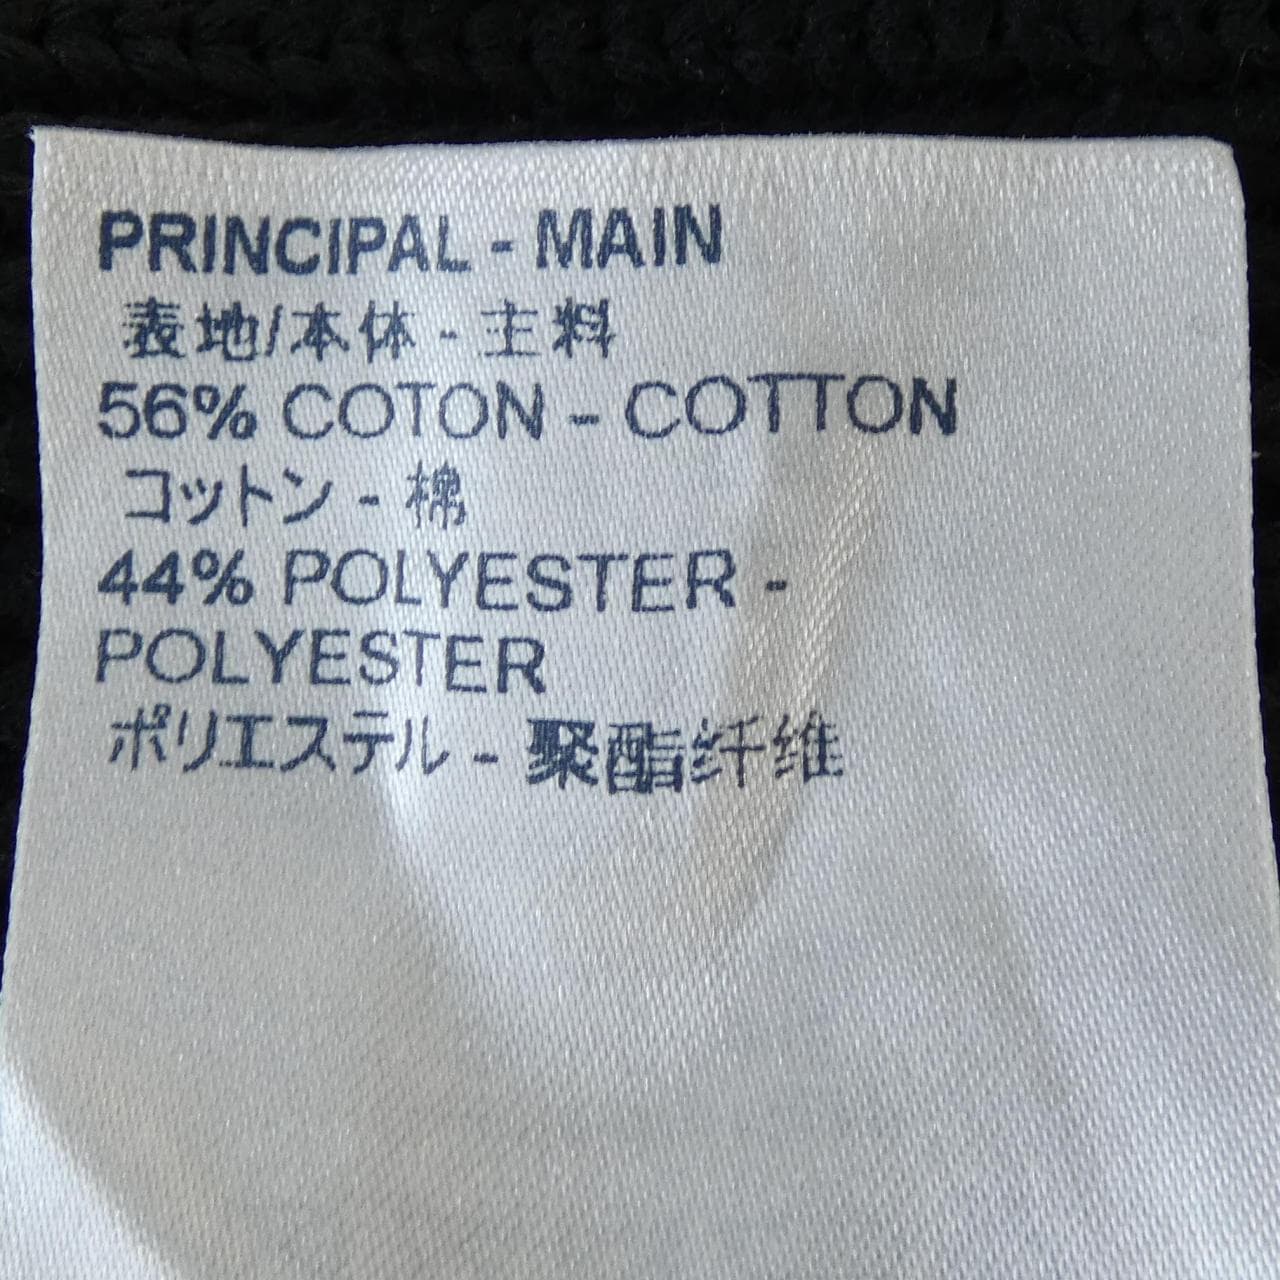 PRINCIPAL - MAIN
表地/本体 - 主料
56% COTON - COTTON
コットン - 棉
44% POLYESTER -
POLYESTER
ポリエステル - 聚酯纤维